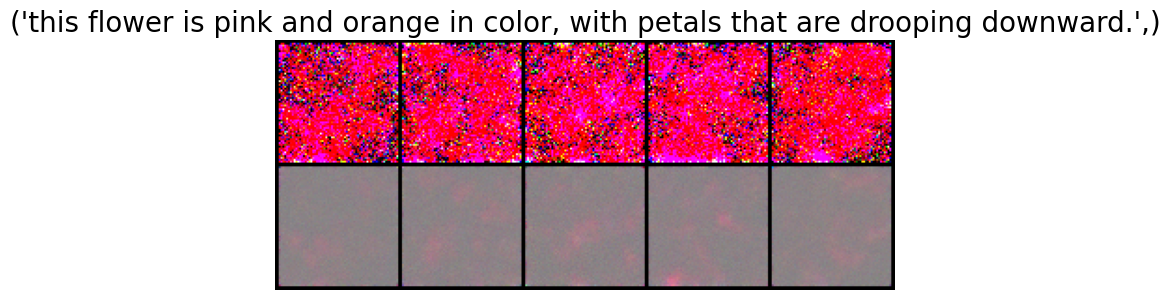 ('this flower is pink and orange in color, with petals that are drooping downward.',)